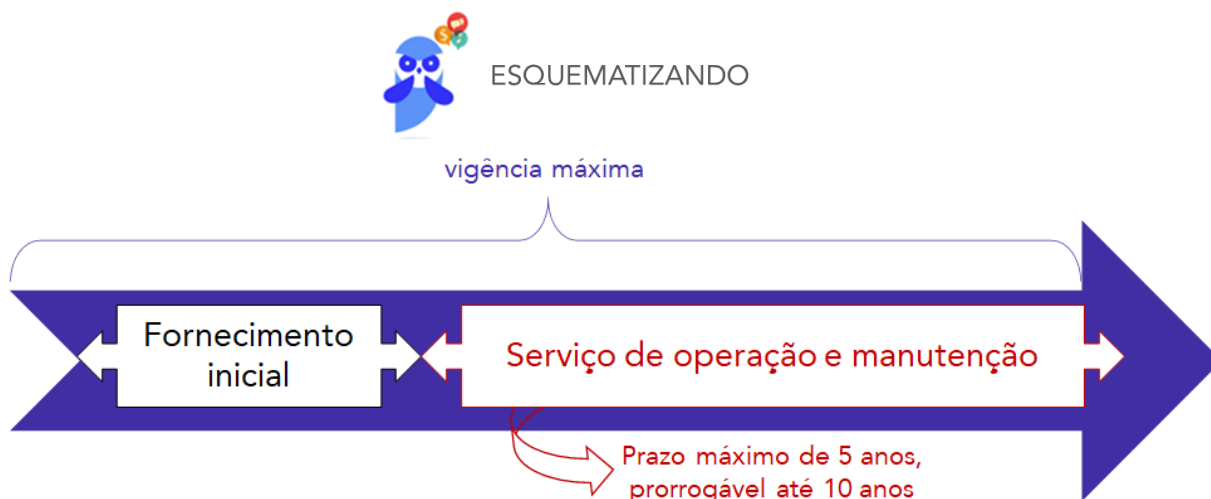 ESQUEMATIZANDO
vigência máxima
Fornecimento
inicial
Serviço de operação e manutenção
Prazo máximo de 5 anos,
prorrogável até 10 anos